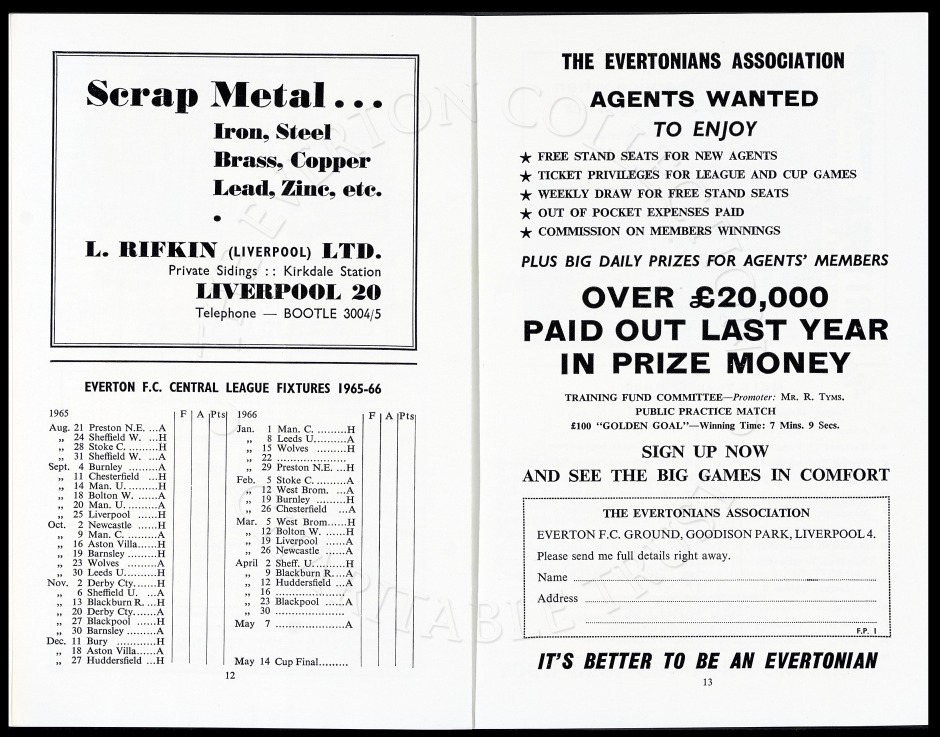 Scrap Metal...
Iron, Steel
Brass, Copper
Lead, Zinc, etc.
•
L. RIFKIN (LIVERPOOL) LTD.
Private Sidings :: Kirkdale Station
LIVERPOOL 20
Telephone — BOOTLE 3004/5
EVERTON F.C. CENTRAL LEAGUE FIXTURES 1965-66
1965 F A Pts
Aug. 21 Preston N.E. ...A
„ 24 Sheffield W. ...H
„ 28 Stoke C. .........H
„ 31 Sheffield W. ...A
Sept. 4 Burnley .........A
„ 11 Chesterfield ...H
„ 14 Man. U. .........H
„ 18 Bolton W. ......A
„ 20 Man. U. .........A
„ 25 Liverpool ......H
Oct. 2 Newcastle ......H
„ 9 Man. C. .........A
„ 16 Aston Villa......H
„ 19 Barnsley .........H
„ 23 Wolves .........A
„ 30 Leeds U. .........H
Nov. 2 Derby Cty. ......H
„ 6 Sheffield U. ...A
„ 13 Blackburn R. ...H
„ 20 Derby Cty. ......A
„ 27 Blackpool ......H
„ 30 Barnsley .........A
Dec. 11 Bury ............H
„ 18 Aston Villa......A
„ 27 Huddersfield ...H
1966 F A Pts
Jan. 1 Man. C. .........H
„ 8 Leeds U. .........A
„ 15 Wolves .........H
„ 22 .....................
„ 29 Preston N.E. ...H
Feb. 5 Stoke C. .........A
„ 12 West Brom. ...A
„ 19 Burnley .........H
„ 26 Chesterfield ...A
Mar. 5 West Brom......H
„ 12 Bolton W. ......H
„ 19 Liverpool ......A
„ 26 Newcastle ......A
April 2 Sheff. U. .........H
„ 9 Blackburn R. ...A
„ 12 Huddersfield ...A
„ 16 .....................
„ 23 Blackpool ......A
„ 30 .....................
May 7 .....................A
May 14 Cup Final.........
12
THE EVERTONIANS ASSOCIATION
AGENTS WANTED
TO ENJOY
★ FREE STAND SEATS FOR NEW AGENTS
★ TICKET PRIVILEGES FOR LEAGUE AND CUP GAMES
★ WEEKLY DRAW FOR FREE STAND SEATS
★ OUT OF POCKET EXPENSES PAID
★ COMMISSION ON MEMBERS WINNINGS
PLUS BIG DAILY PRIZES FOR AGENTS' MEMBERS
OVER £20,000
PAID OUT LAST YEAR
IN PRIZE MONEY
TRAINING FUND COMMITTEE—Promoter: MR. R. TYMS.
PUBLIC PRACTICE MATCH
£100 "GOLDEN GOAL"—Winning Time: 7 Mins. 9 Secs.
SIGN UP NOW
AND SEE THE BIG GAMES IN COMFORT
THE EVERTONIANS ASSOCIATION
EVERTON F.C. GROUND, GOODISON PARK, LIVERPOOL 4.
Please send me full details right away.
Name
Address
F.P. 1
IT'S BETTER TO BE AN EVERTONIAN
13
THE EVERTON COLLECTION
CHARITABLE TRUST